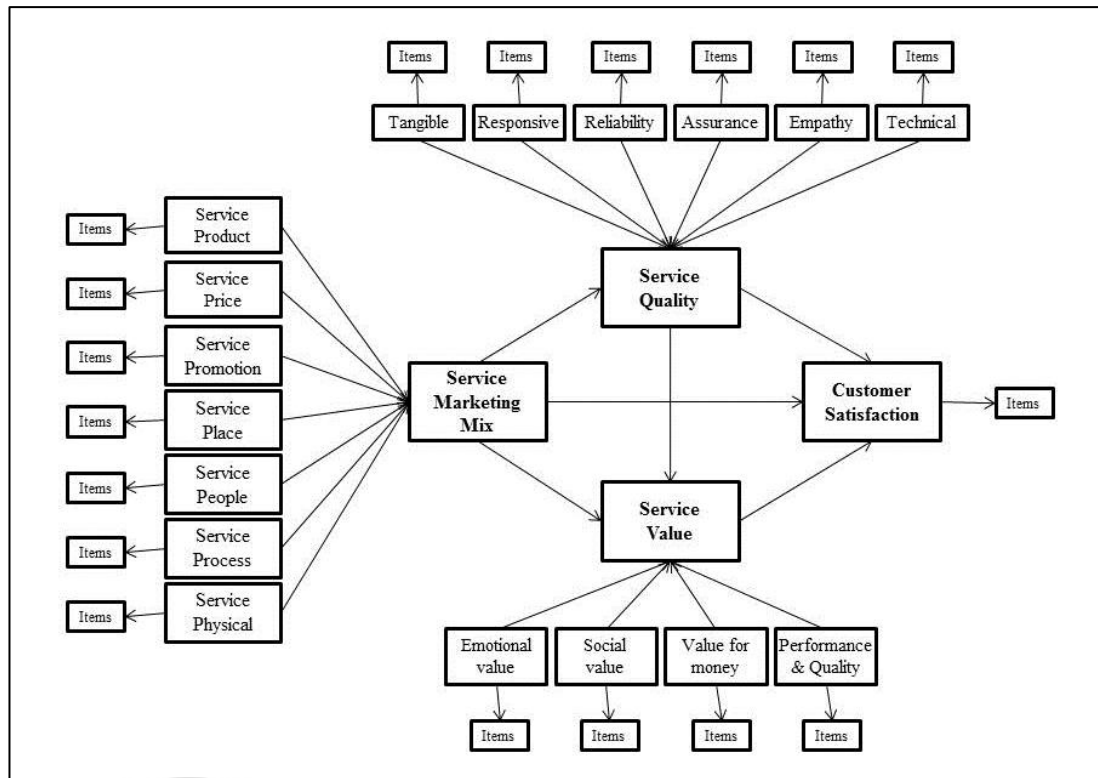 Items Items Items Items Items Items
Tangible Responsive Reliability Assurance Empathy Technical
Items
Service
Product
Items
Service
Price
Items
Service
Promotion
Items
Service
Place
Items
Service
People
Items
Service
Process
Items
Service
Physical
Service
Quality
Service
Marketing
Mix
Customer
Satisfaction
Items
Service
Value
Emotional
value
Social
value
Value for
money
Performance
& Quality
Items Items Items Items